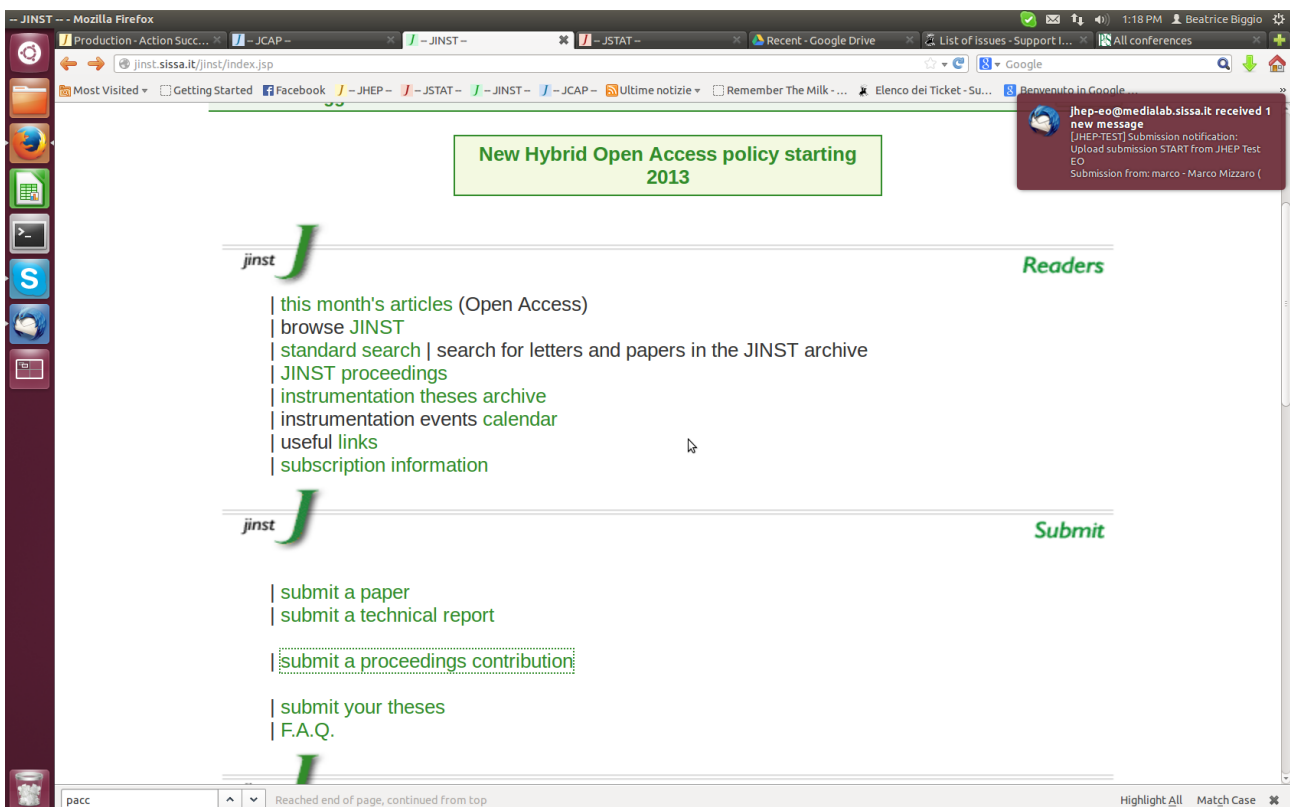 -- JINST -- - Mozilla Firefox
1:18 PM Beatrice Biggio
Production - Action Succ...
-- JCAP --
-- JINST --
-- JSTAT --
Recent - Google Drive
List of issues - Support I...
All conferences
jinst.sissa.it/jinst/index.jsp
Google
Most Visited
Getting Started
Facebook
-- JHEP --
-- JSTAT --
-- JINST --
-- JCAP --
Ultime notizie
Remember The Milk - ...
Elenco dei Ticket - Su...
Benvenuto in Google ...
»
jhep-eo@medialab.sissa.it received 1
new message
[JHEP-TEST] Submission notification:
Upload submission START from JHEP Test
EO
Submission from: marco - Marco Mizzaro (
New Hybrid Open Access policy starting
2013
jinst J
Readers
| this month's articles (Open Access)
| browse JINST
| standard search | search for letters and papers in the JINST archive
| JINST proceedings
| instrumentation theses archive
| instrumentation events calendar
| useful links
| subscription information
jinst J
Submit
| submit a paper
| submit a technical report
| submit a proceedings contribution
| submit your theses
| F.A.Q.
J
pacc
Reached end of page, continued from top
Highlight All
Match Case